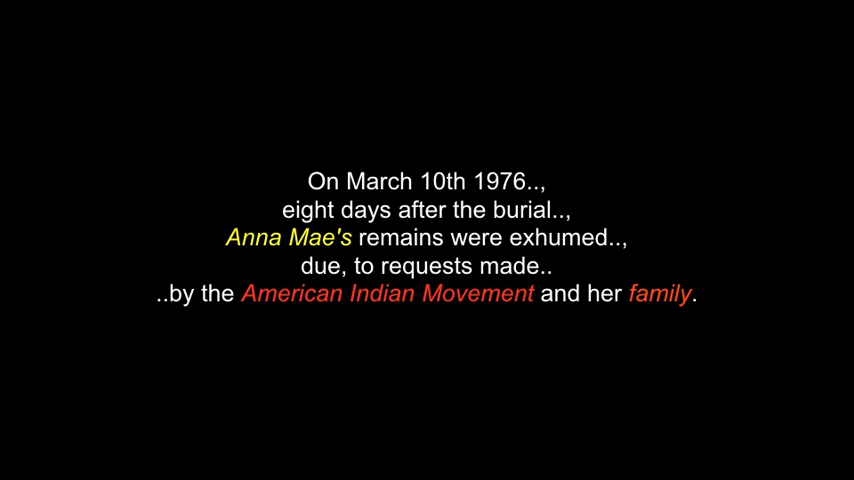 On March 10th 1976..,
eight days after the burial..,
Anna Mae's remains were exhumed..,
due, to requests made..
..by the American Indian Movement and her family.